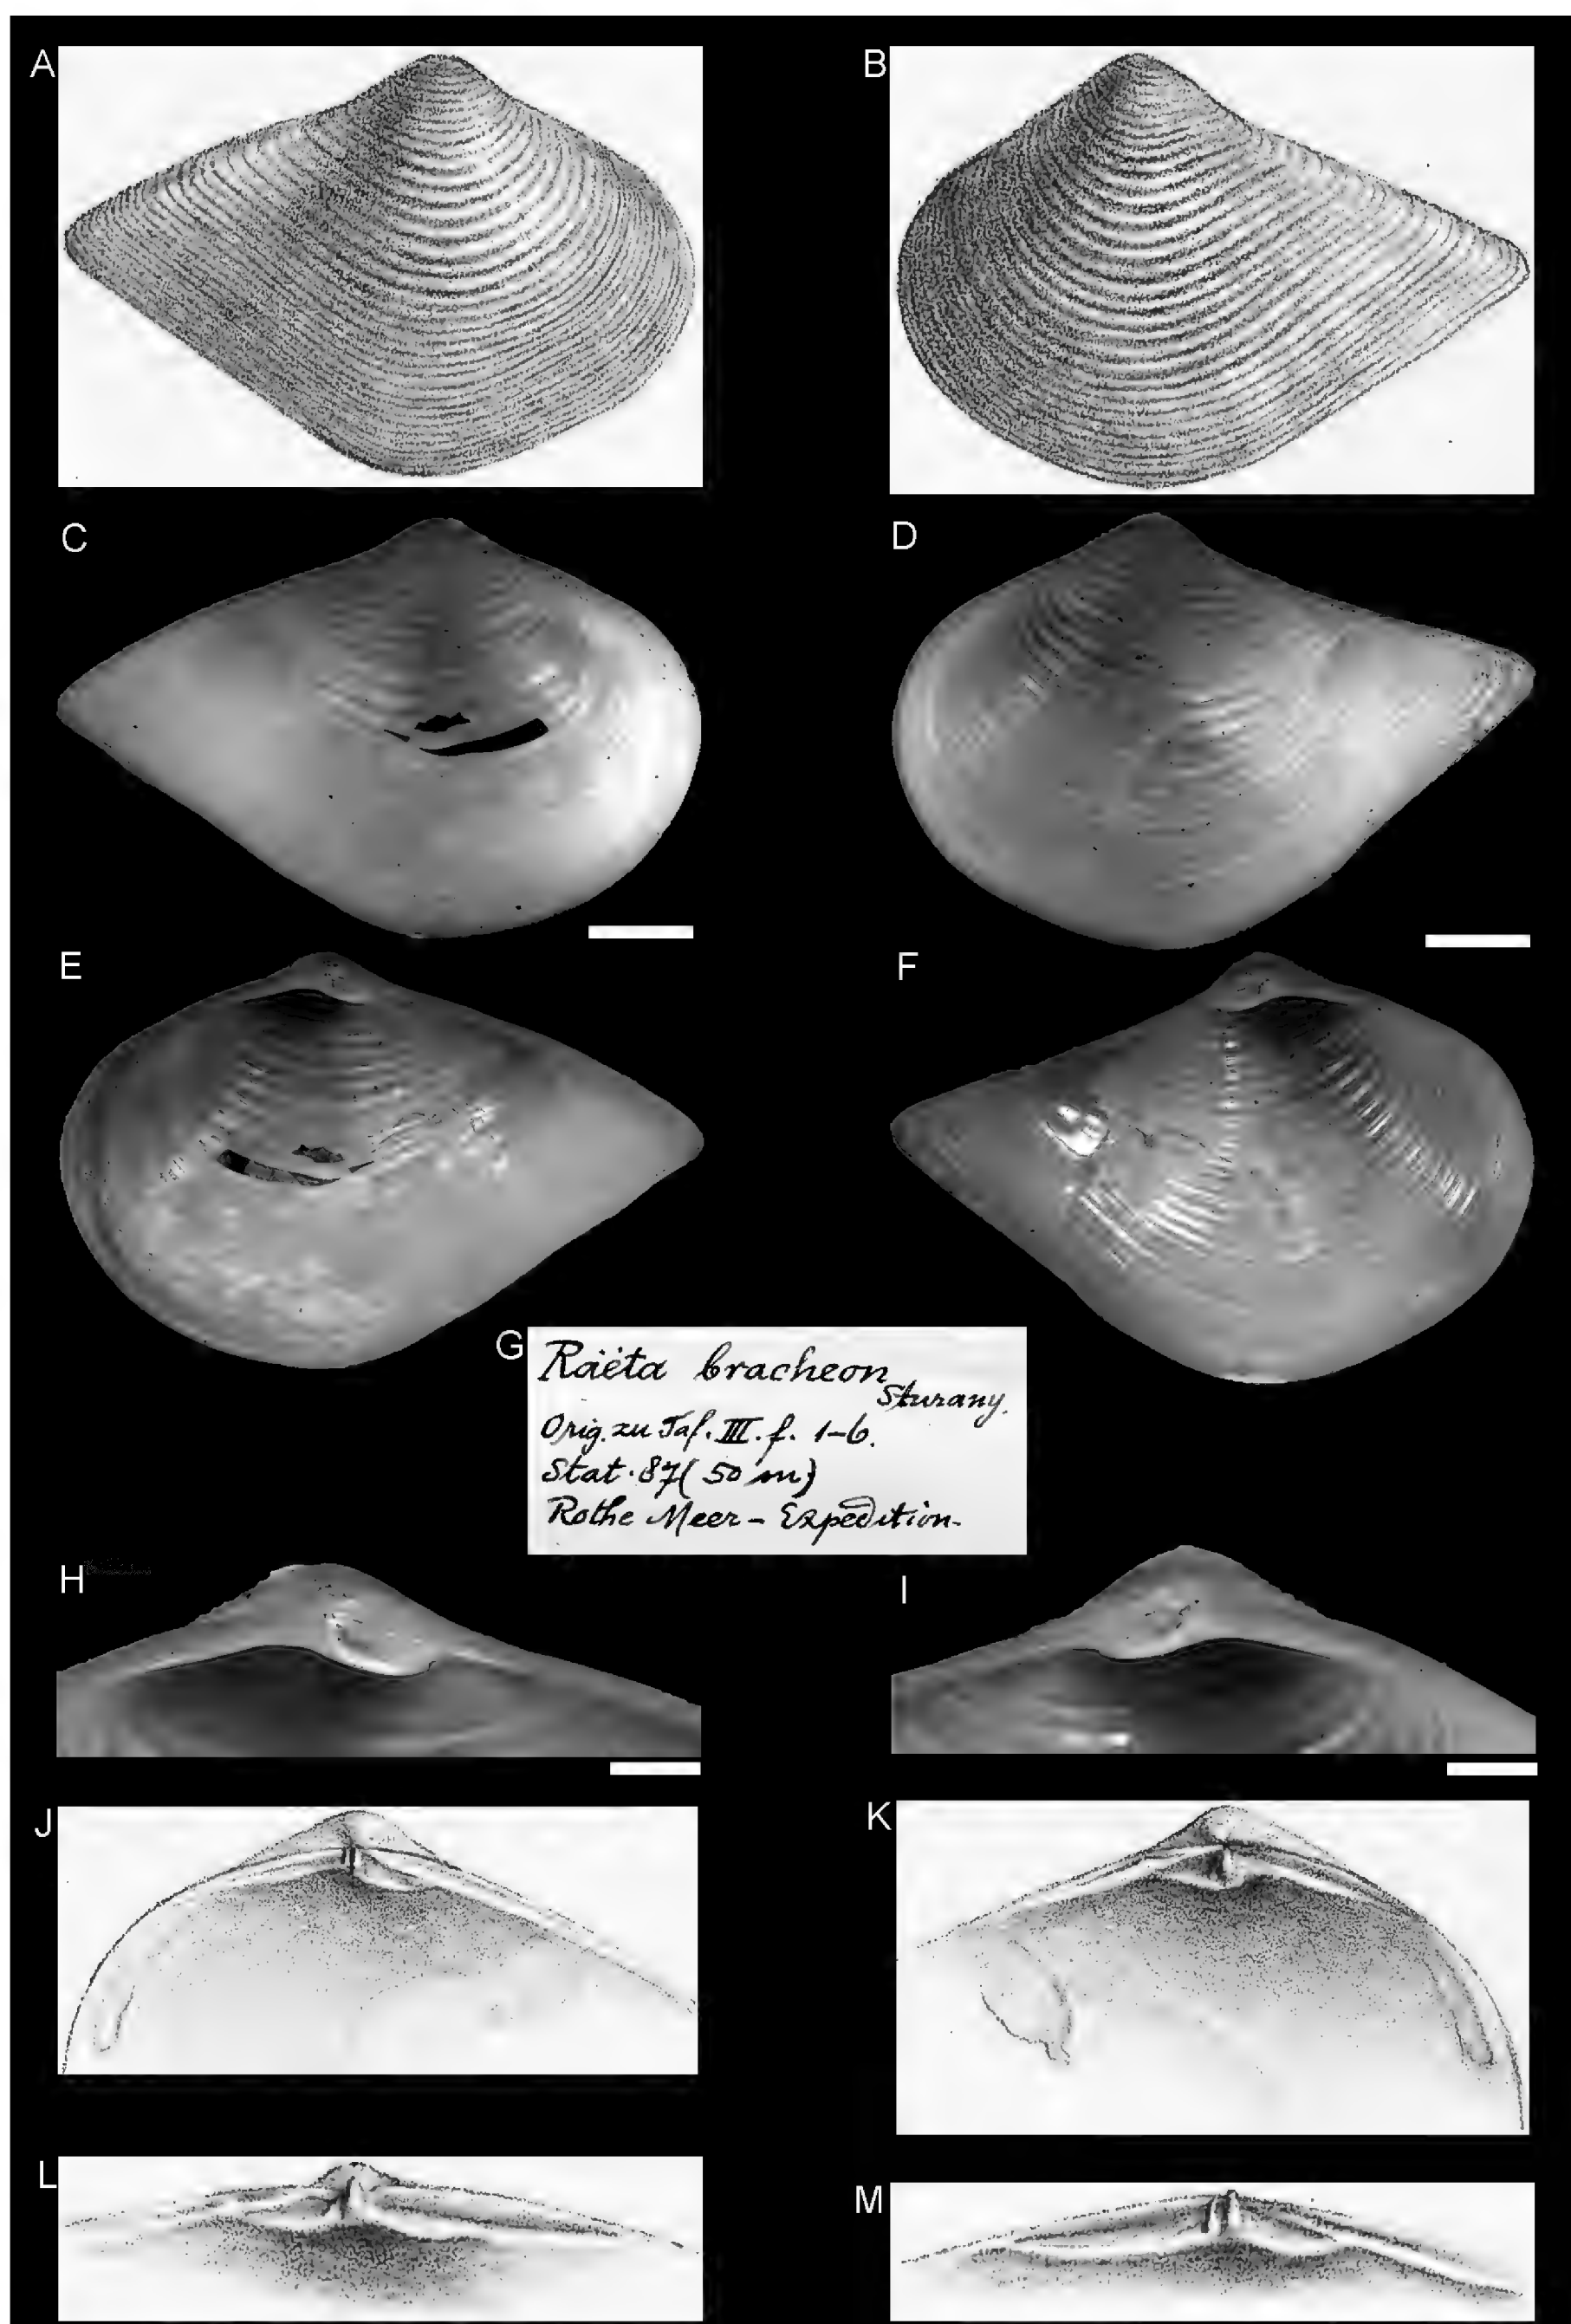 A
B
C
D
E
F
G
Raëta bracheon
Sturany.
Orig. zu Taf. III. f. 1-6.
Stat. 87 (50 m)
Rothe Meer - Expedition.
H
I
J
K
L
M